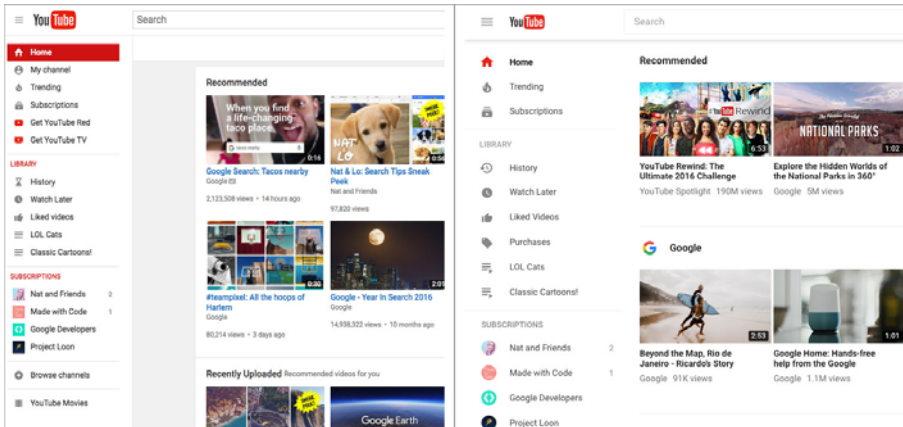 YouTube
Search
Home
My channel
Trending
Subscriptions
Get YouTube Red
Get YouTube TV
LIBRARY
History
Watch Later
Liked videos
LOL Cats
Classic Cartoons!
SUBSCRIPTIONS
Nat and Friends 2
Made with Code 1
Google Developers
Project Loon
Browse channels
YouTube Movies
Recommended
When you find
a life-changing
taco place.
tacos nearby
0:16
NAT
LO
SNEAK
PEEK!
0:56
Google Search: Tacos nearby
Google
2,123,508 views • 14 hours ago
Nat & Lo: Search Tips Sneak
Peek
Nat and Friends
97,820 views
0:30
2:01
#teampixel: All the hoops of
Harlem
Google
80,214 views • 3 days ago
Google - Year In Search 2016
Google
14,938,322 views • 10 months ago
Recently Uploaded Recommended videos for you
SNEAK
PEEK!
Google Earth
YouTube
Search
Home
Trending
Subscriptions
LIBRARY
History
Watch Later
Liked Videos
Purchases
LOL Cats
Classic Cartoons!
SUBSCRIPTIONS
Nat and Friends 2
Made with Code 1
Google Developers
Project Loon
Recommended
YouTube Rewind
6:53
NATIONAL PARKS
1:02
YouTube Rewind: The
Ultimate 2016 Challenge
YouTube Spotlight 190M views
Explore the Hidden Worlds of
the National Parks in 360°
Google 5M views
G Google
2:53
1:01
Beyond the Map, Rio de
Janeiro - Ricardo's Story
Google 91K views
Google Home: Hands-free
help from the Google
Google 1.1M views